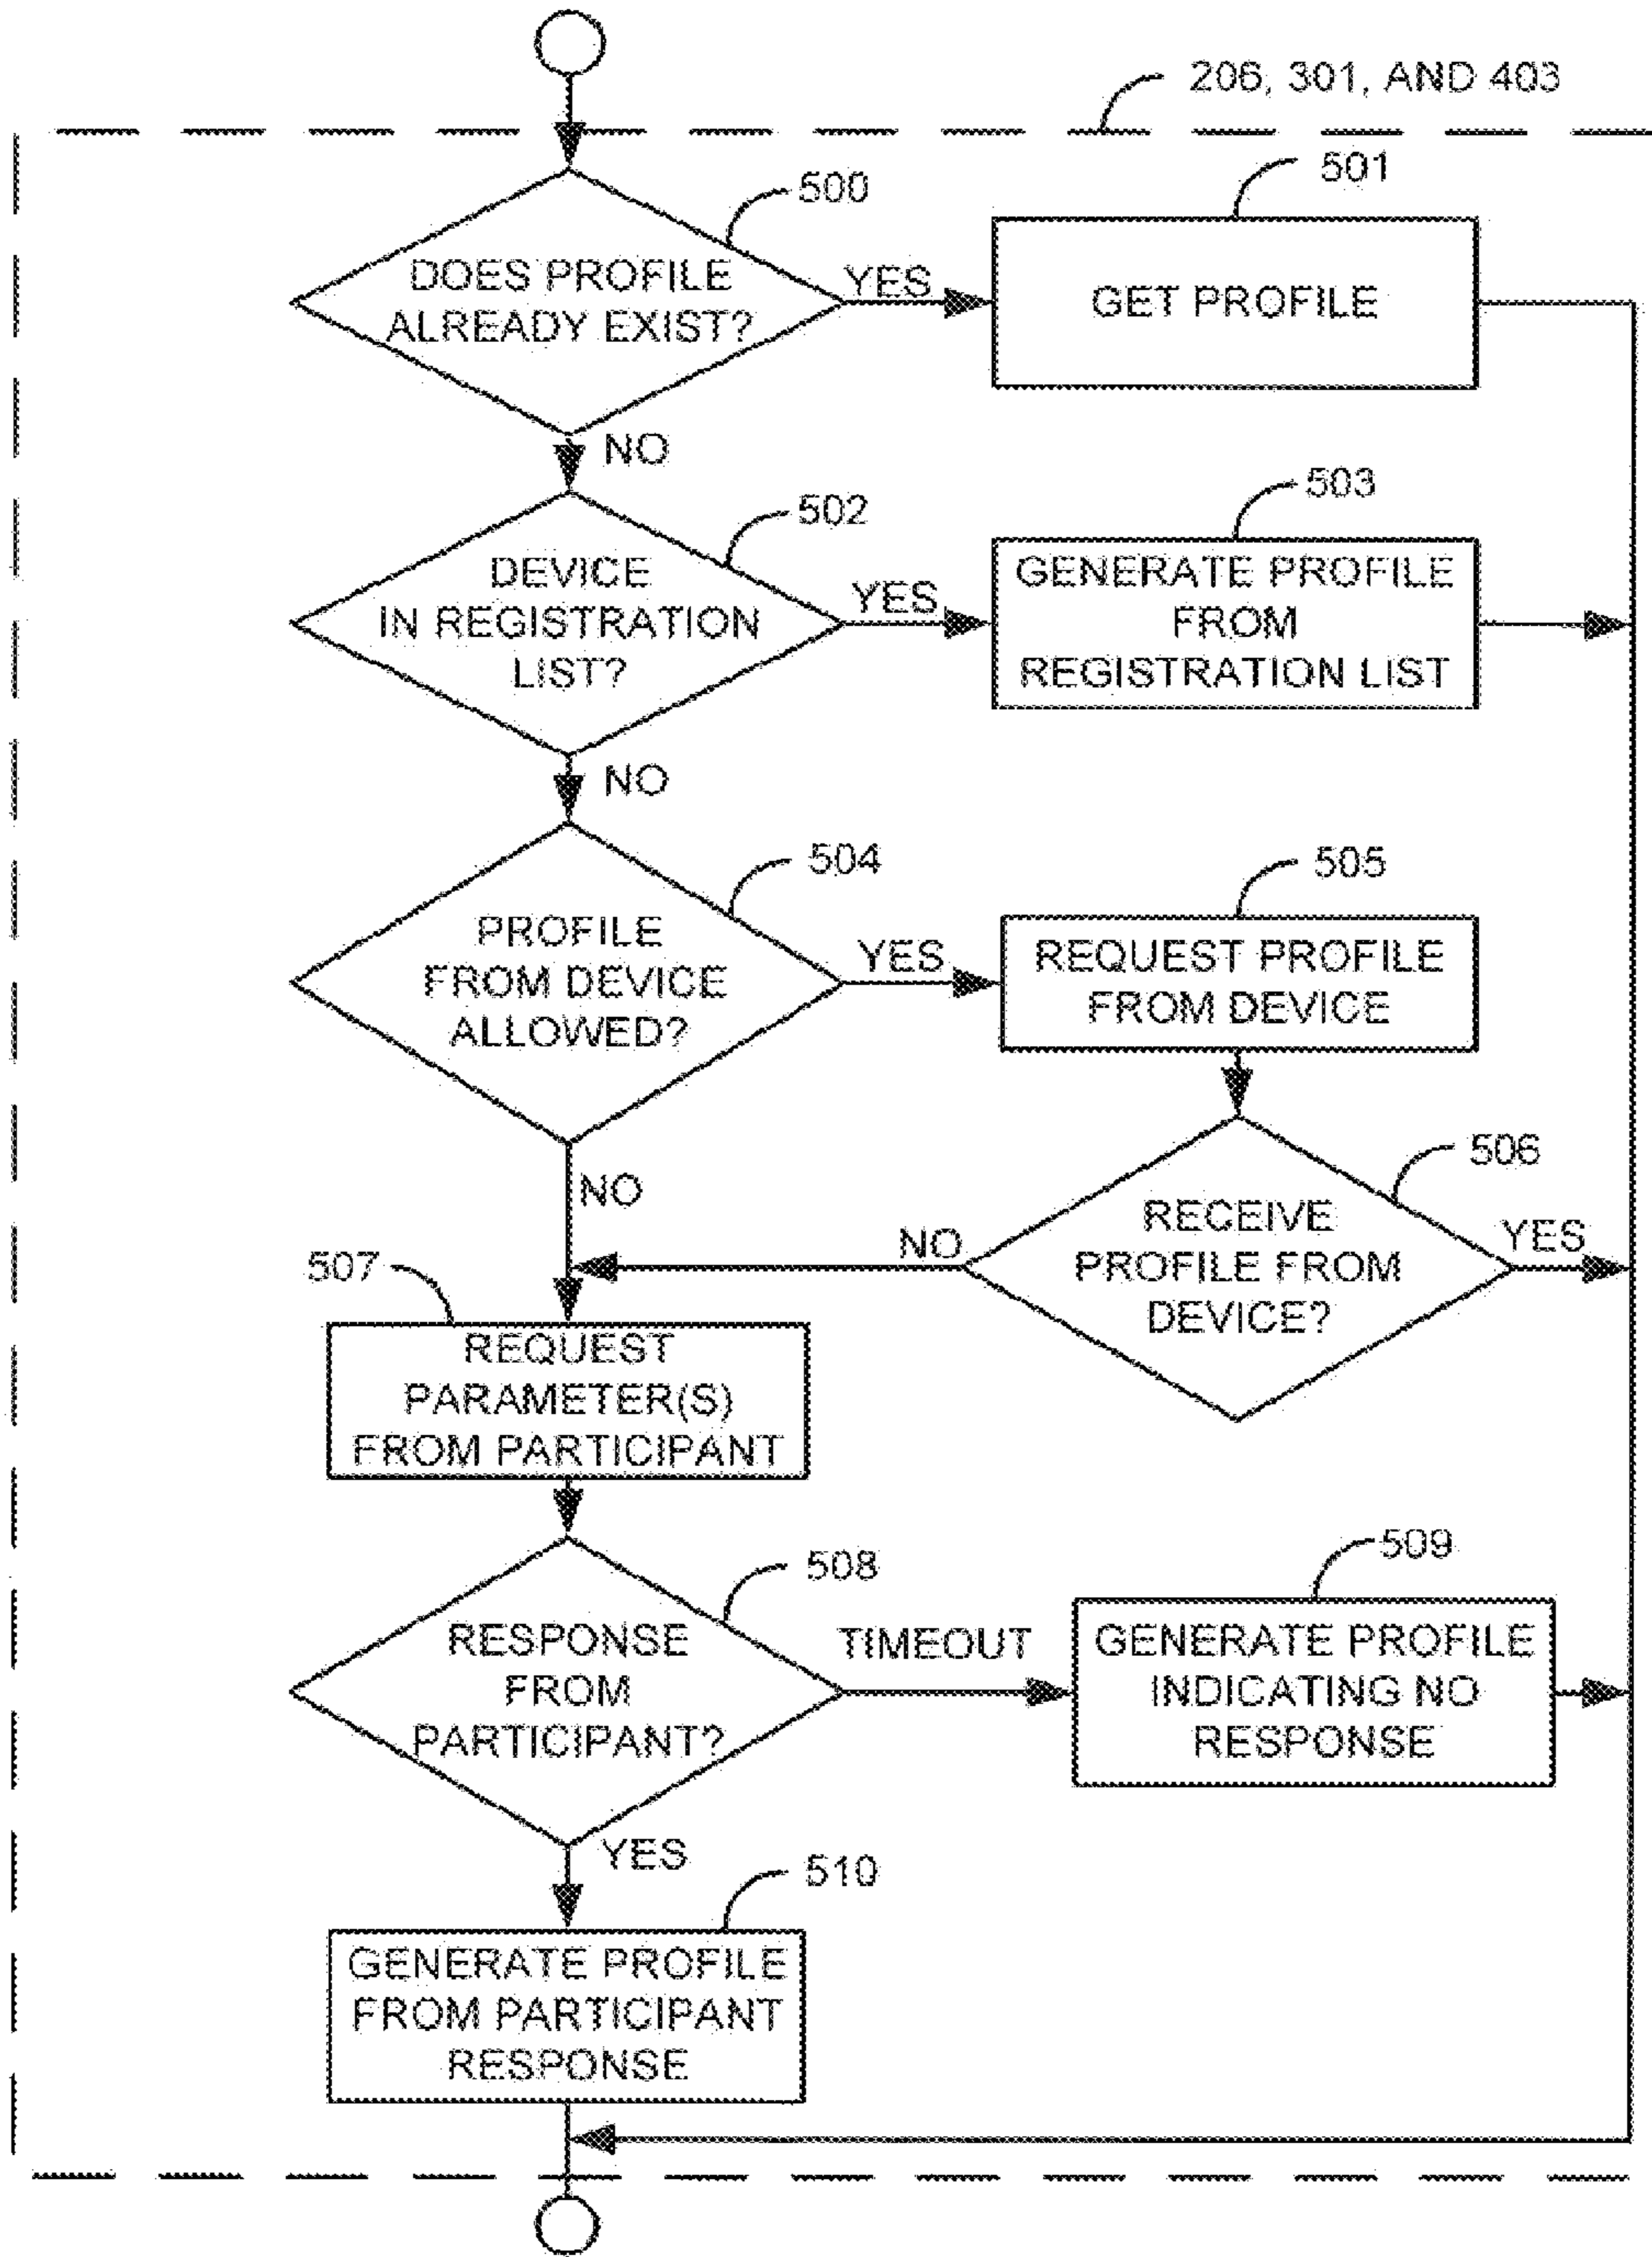 206, 301, AND 403
500
501
DOES PROFILE
ALREADY EXIST?
YES
GET PROFILE
NO
502
503
DEVICE
IN REGISTRATION
LIST?
YES
GENERATE PROFILE
FROM
REGISTRATION LIST
NO
504
505
PROFILE
FROM DEVICE
ALLOWED?
YES
REQUEST PROFILE
FROM DEVICE
NO
506
RECEIVE
PROFILE FROM
DEVICE?
NO
YES
507
REQUEST
PARAMETER(S)
FROM PARTICIPANT
508
509
RESPONSE
FROM
PARTICIPANT?
TIMEOUT
GENERATE PROFILE
INDICATING NO
RESPONSE
YES
510
GENERATE PROFILE
FROM PARTICIPANT
RESPONSE